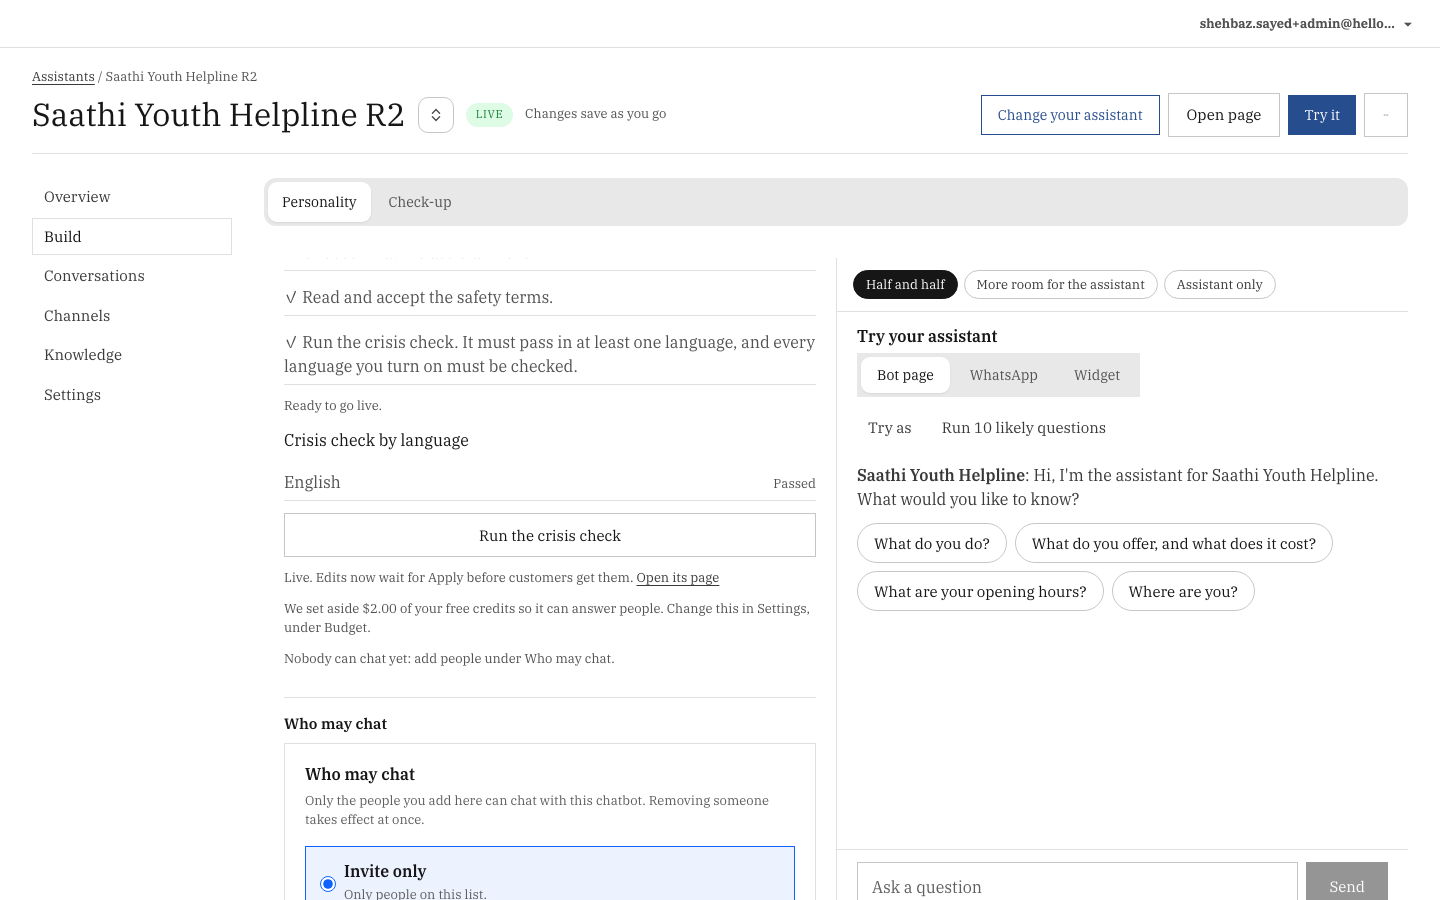 shehbaz.sayed+admin@hello...
Assistants / Saathi Youth Helpline R2
Saathi Youth Helpline R2
LIVE
Changes save as you go
Change your assistant
Open page
Try it
Overview
Build
Conversations
Channels
Knowledge
Settings
Personality
Check-up
✓ Read and accept the safety terms.
✓ Run the crisis check. It must pass in at least one language, and every
language you turn on must be checked.
Ready to go live.
Crisis check by language
English
Passed
Run the crisis check
Live. Edits now wait for Apply before customers get them. Open its page
We set aside $2.00 of your free credits so it can answer people. Change this in Settings,
under Budget.
Nobody can chat yet: add people under Who may chat.
Who may chat
Who may chat
Only the people you add here can chat with this chatbot. Removing someone
takes effect at once.
Invite only
Only people on this list.
Half and half
More room for the assistant
Assistant only
Try your assistant
Bot page
WhatsApp
Widget
Try as
Run 10 likely questions
Saathi Youth Helpline: Hi, I'm the assistant for Saathi Youth Helpline.
What would you like to know?
What do you do?
What do you offer, and what does it cost?
What are your opening hours?
Where are you?
Ask a question
Send